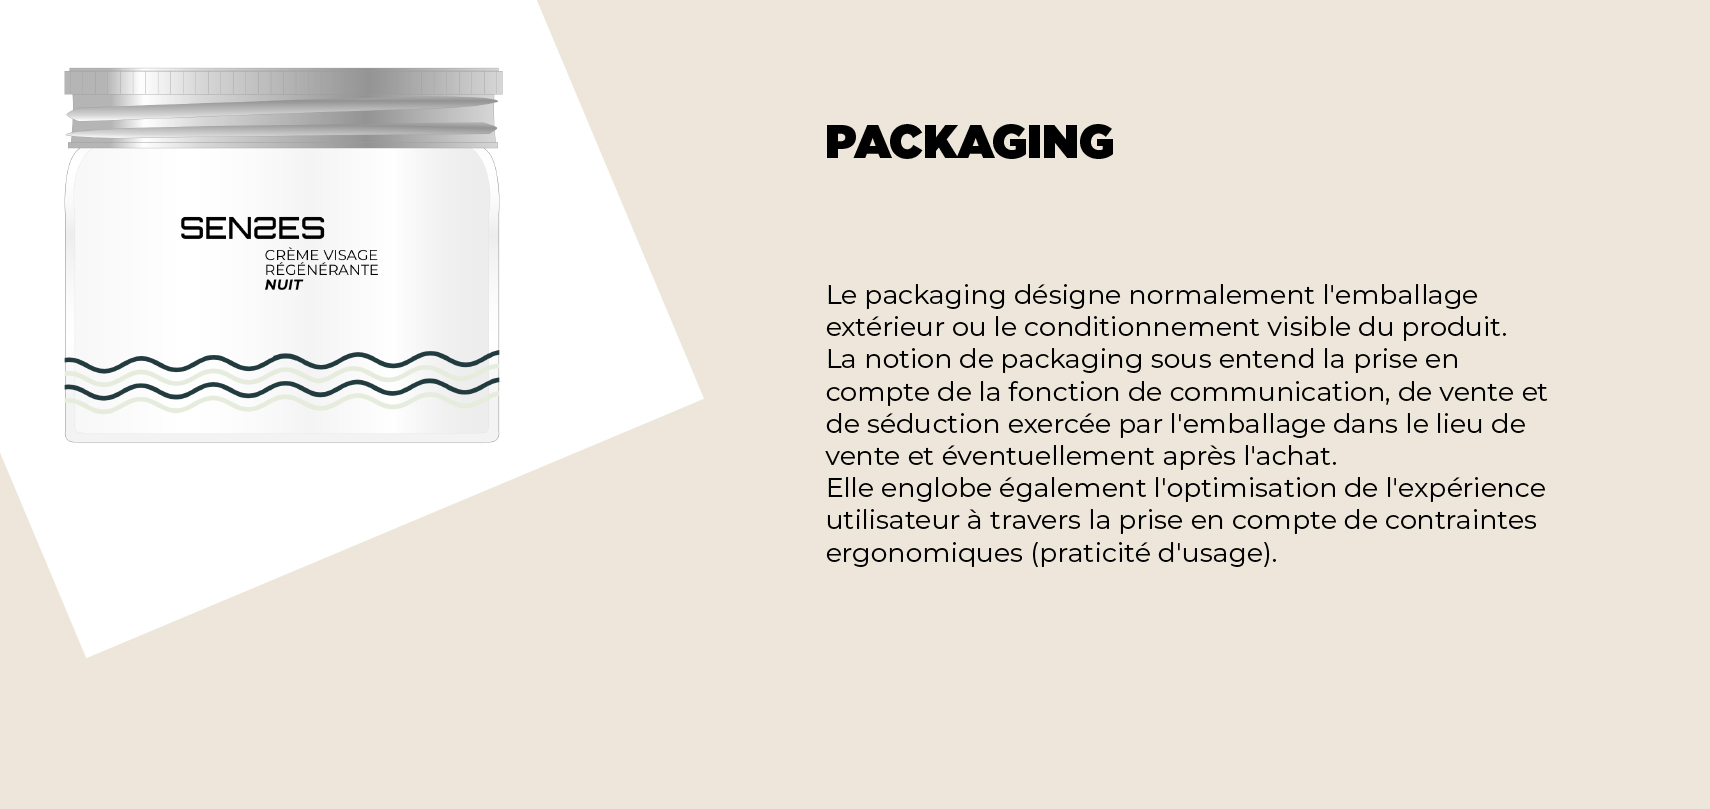 SENSES
CRÈME VISAGE
RÉGÉNÉRANTE
NUIT
PACKAGING
Le packaging désigne normalement l'emballage
extérieur ou le conditionnement visible du produit.
La notion de packaging sous entend la prise en
compte de la fonction de communication, de vente et
de séduction exercée par l'emballage dans le lieu de
vente et éventuellement après l'achat.
Elle englobe également l'optimisation de l'expérience
utilisateur à travers la prise en compte de contraintes
ergonomiques (praticité d'usage).